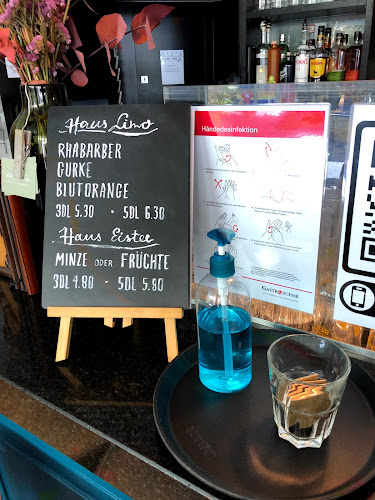 Haus Limo
RHABARBER
GURKE
BLUTORANGE
3DL 5.30 • 5DL 6.30
Haus Eistee
MINZE ODER FRÜCHTE
3DL 4.80 - 5DL 5.80
Händedesinfektion
GASTROSUISSE